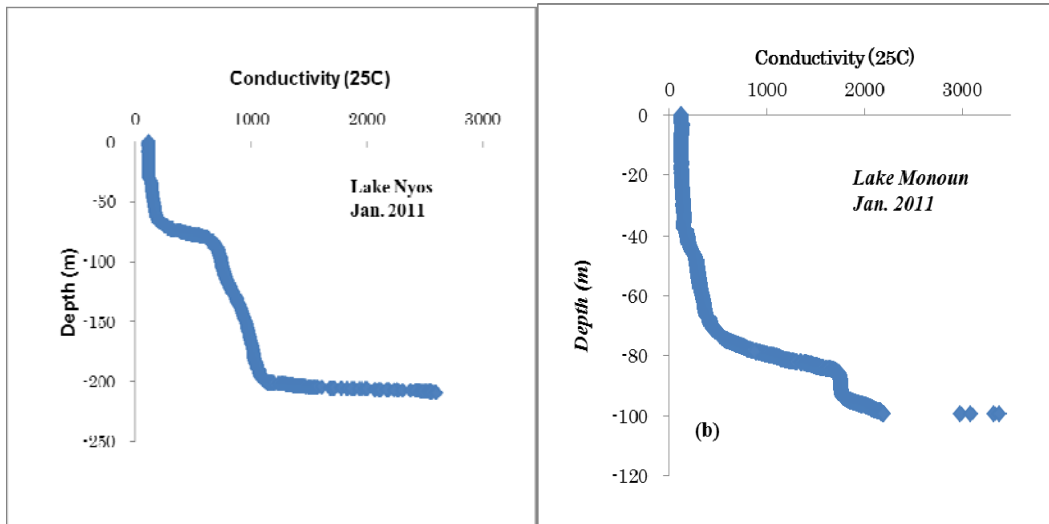 Conductivity (25C)
0 1000 2000 3000
0
-50
-100
-150
-200
-250
Depth (m)
Lake Nyos
Jan. 2011
Conductivity (25C)
0 1000 2000 3000
0
-20
-40
-60
-80
-100
-120
Depth (m)
Lake Monoun
Jan. 2011
(b)